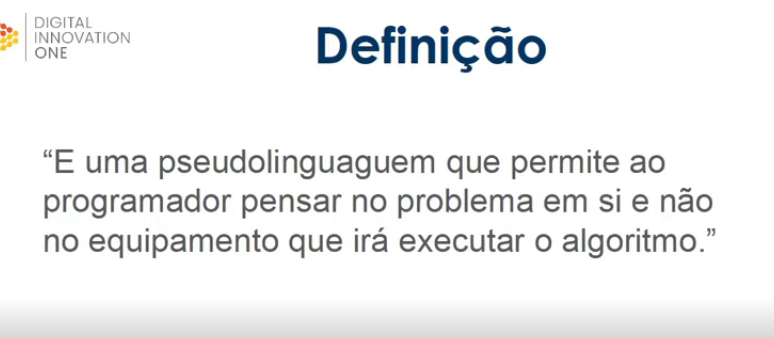 DIGITAL
INNOVATION
ONE
Definição
“E uma pseudolinguaguem que permite ao
programador pensar no problema em si e não
no equipamento que irá executar o algoritmo.”